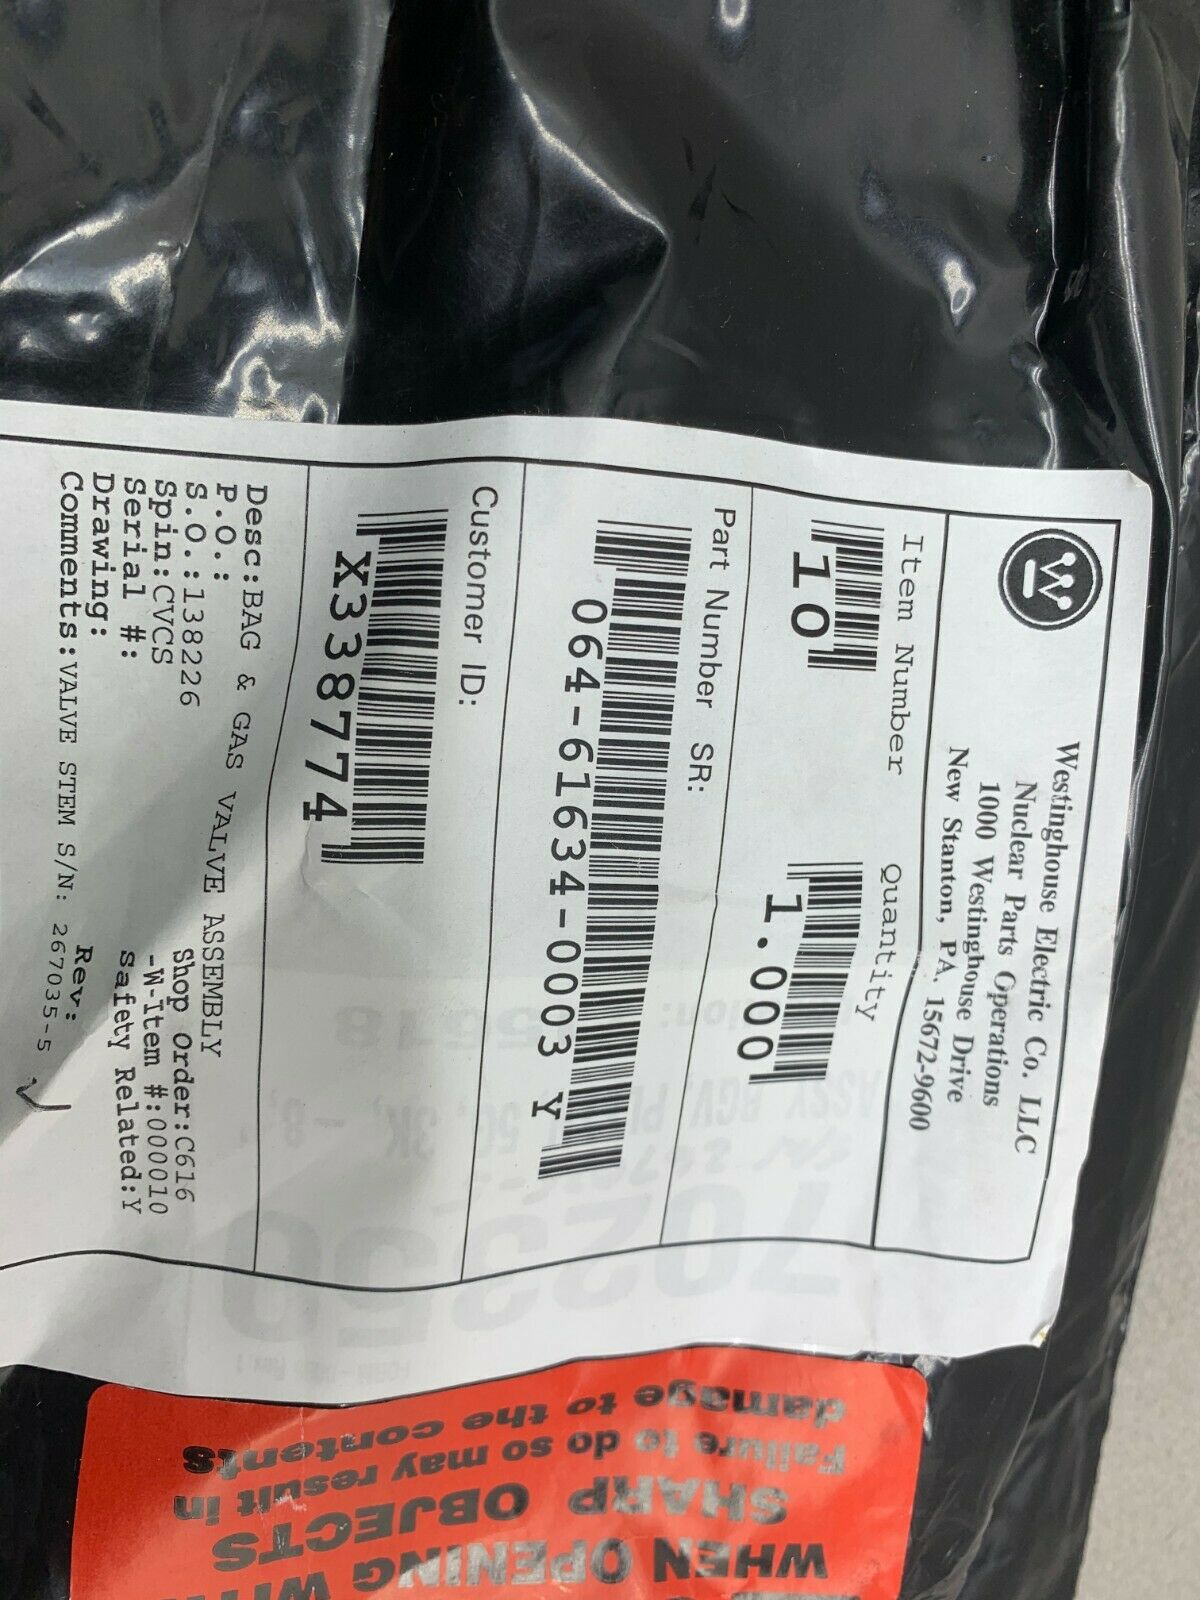 Westinghouse Electric Co. LLC
Nuclear Parts Operations
1000 Westinghouse Drive
New Stanton, PA. 15672-9600
Item Number
Quantity
10
1.000
Part Number SR:
064-61634-0003 Y
Customer ID:
X338774
Desc:BAG & GAS VALVE ASSEMBLY
P.O.:
S.O.:138226
Shop Order:C616
Spin:CVCS
-W-Item #:000010
Serial #:
Safety Related:Y
Drawing:
Rev:
Comments:VALVE STEM S/N: 267035-5
WHEN OPENING
SHARP OBJECTS
Failure to do so may result in
damage to the contents